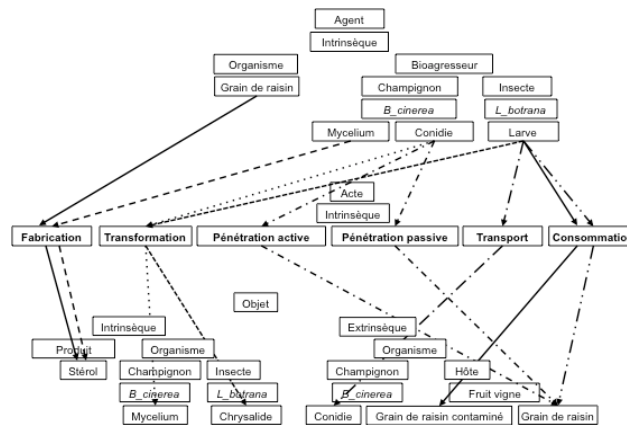 Agent
Intrinsèque
Organisme Bioagresseur
Grain de raisin Champignon Insecte
B_cinerea L_botrana
Mycelium Conidie Larve
Acte
Intrinsèque
Fabrication Transformation Pénétration active Pénétration passive Transport Consommation
Objet
Intrinsèque Extrinsèque
Produit Organisme Organisme
Stérol Champignon Insecte Champignon Hôte
B_cinerea L_botrana B_cinerea Fruit vigne
Mycelium Chrysalide Conidie Grain de raisin contaminé Grain de raisin